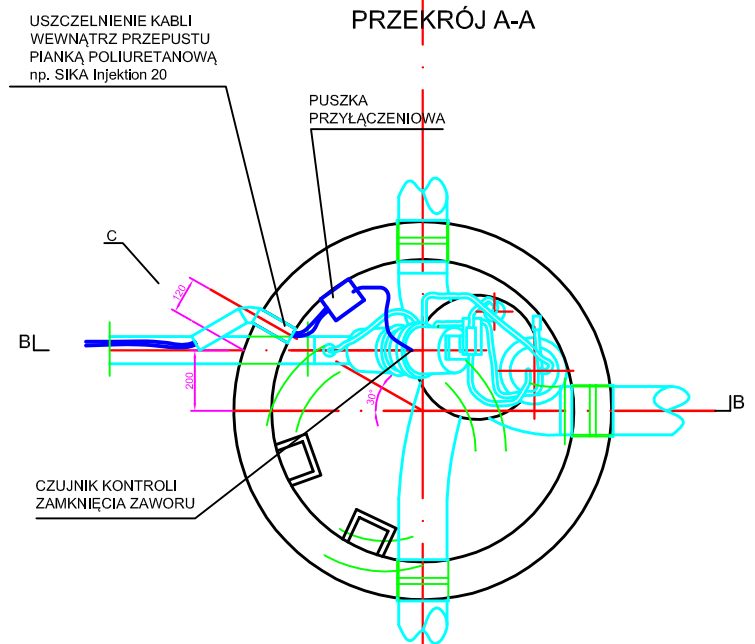 PRZEKRÓJ A-A
USZCZELNIENIE KABLI
WEWNĄTRZ PRZEPUSTU
PIANKĄ POLIURETANOWĄ
np. SIKA Injektion 20
PUSZKA
PRZYŁĄCZENIOWA
C
120
B
200
30°
B
CZUJNIK KONTROLI
ZAMKNIĘCIA ZAWORU